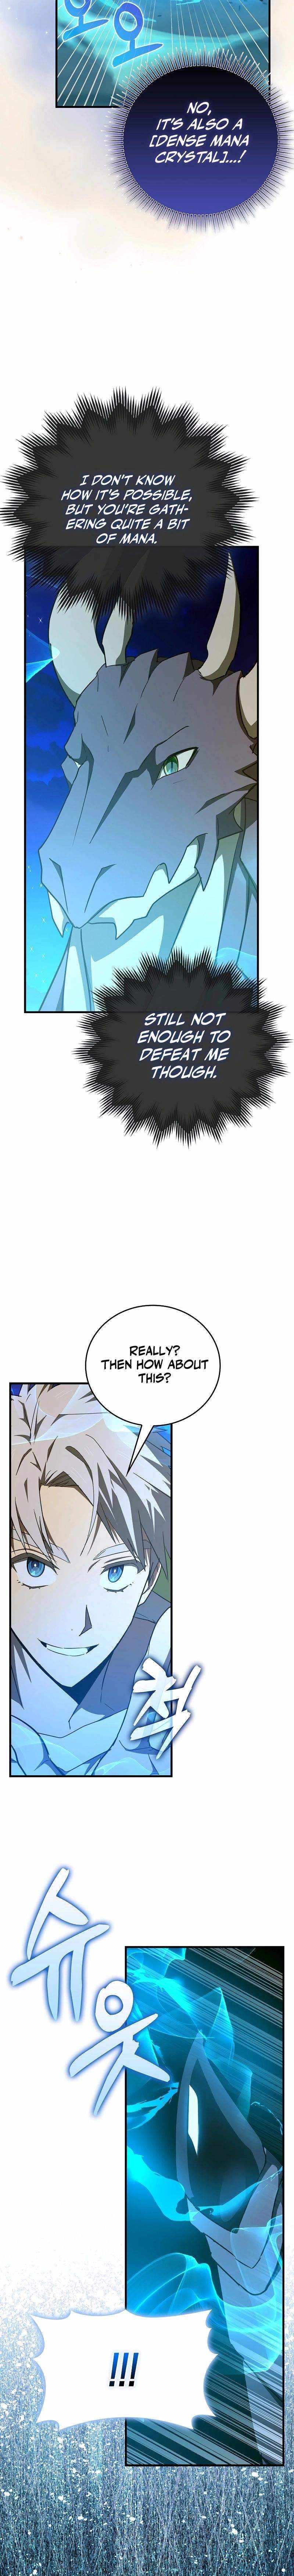 오오
NO,
IT'S ALSO A
[DENSE MANA
CRYSTAL]...!
I DON'T KNOW
HOW IT'S POSSIBLE,
BUT YOU'RE GATH-
ERING QUITE A BIT
OF MANA.
STILL NOT
ENOUGH TO
DEFEAT ME
THOUGH.
REALLY?
THEN HOW ABOUT
THIS?
척
슈웃
!!!